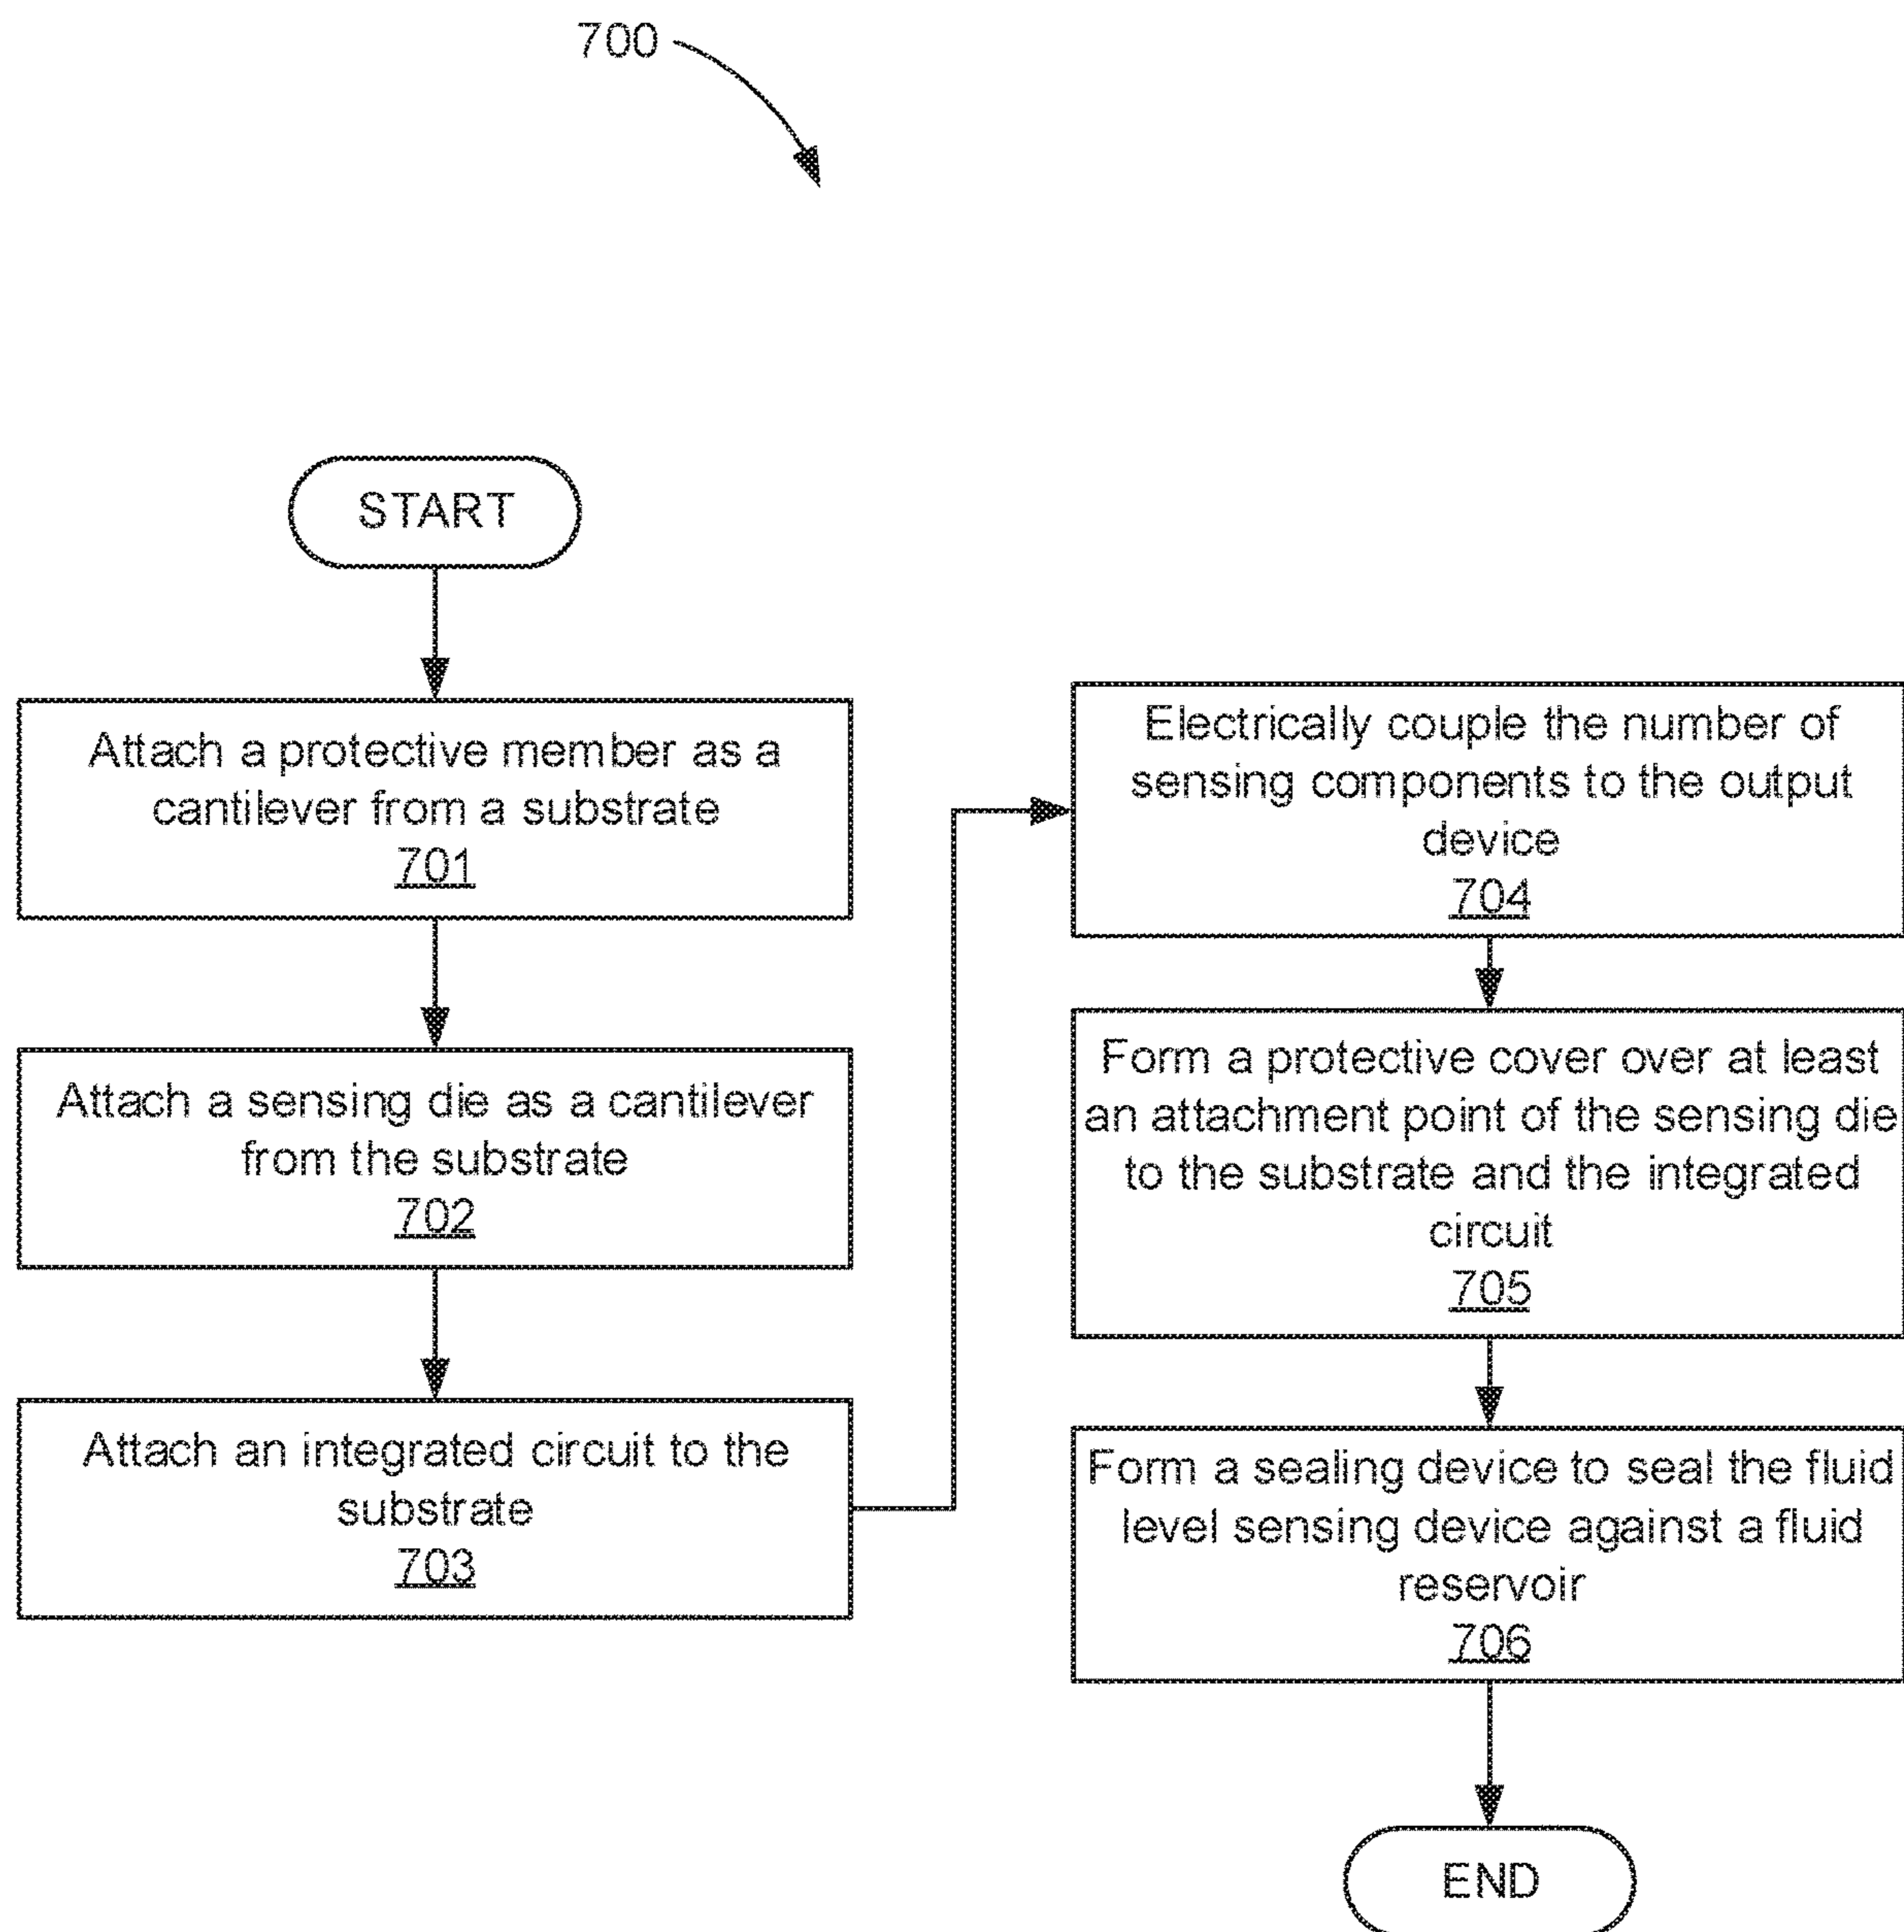 700
START
Attach a protective member as a
cantilever from a substrate
701
Attach a sensing die as a cantilever
from the substrate
702
Attach an integrated circuit to the
substrate
703
Electrically couple the number of
sensing components to the output
device
704
Form a protective cover over at least
an attachment point of the sensing die
to the substrate and the integrated
circuit
705
Form a sealing device to seal the fluid
level sensing device against a fluid
reservoir
706
END